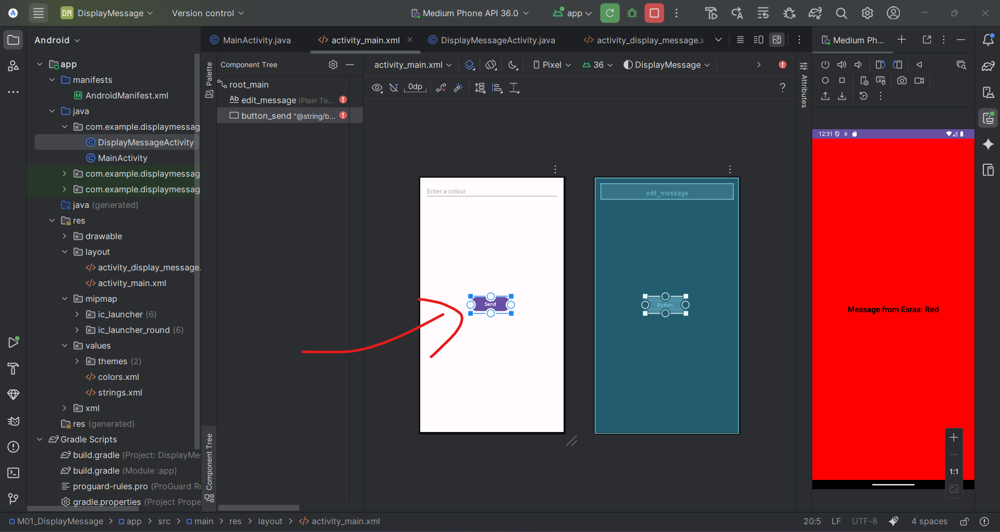 DM DisplayMessage
Version control
Medium Phone API 36.0
app
Android
MainActivity.java
activity_main.xml
DisplayMessageActivity.java
activity_display_message.x
Medium Ph...
app
manifests
AndroidManifest.xml
java
com.example.displaymessag
DisplayMessageActivity
MainActivity
com.example.displaymessag
com.example.displaymessag
java (generated)
res
drawable
layout
activity_display_message.
activity_main.xml
mipmap
ic_launcher (6)
ic_launcher_round (6)
values
themes (2)
colors.xml
strings.xml
xml
res (generated)
Gradle Scripts
build.gradle (Project: DisplayMe
build.gradle (Module :app)
proguard-rules.pro (ProGuard Ru
gradle.properties (Project Prope
Palette
Component Tree
Component Tree
root_main
Ab edit_message (Plain Te...
button_send "@string/b...
activity_main.xml
Pixel
36
DisplayMessage
0dp
?
Attributes
Enter a colour
Send
edit_message
Button
12:31
Message from Esraa: Red
1:1
M01_DisplayMessage > app > src > main > res > layout > activity_main.xml
20:5 LF UTF-8 4 spaces